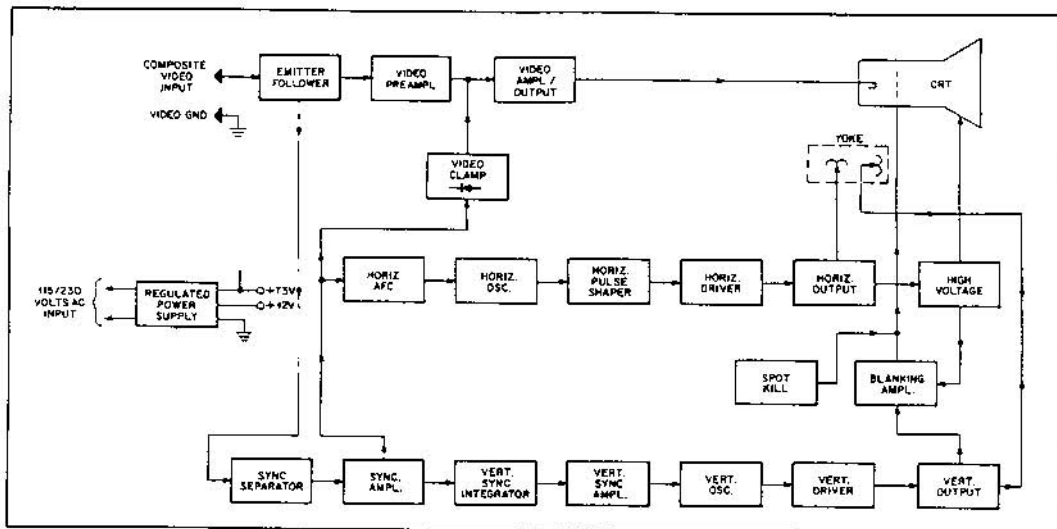 COMPOSITE
VIDEO
INPUT
EMITTER
FOLLOWER
VIDEO
PREAMPL
VIDEO
AMPL /
OUTPUT
CRT
VIDEO GND
YOKE
VIDEO
CLAMP
115/230
VOLTS AC
INPUT
REGULATED
POWER
SUPPLY
+73V
+12V
HORIZ
AFC
HORIZ.
OSC.
HORIZ.
PULSE
SHAPER
HORIZ.
DRIVER
HORIZ.
OUTPUT
HIGH
VOLTAGE
SPOT
KILL
BLANKING
AMPL.
SYNC
SEPARATOR
SYNC.
AMPL.
VERT.
SYNC
INTEGRATOR
VERT.
SYNC
AMPL.
VERT.
OSC.
VERT.
DRIVER
VERT.
OUTPUT